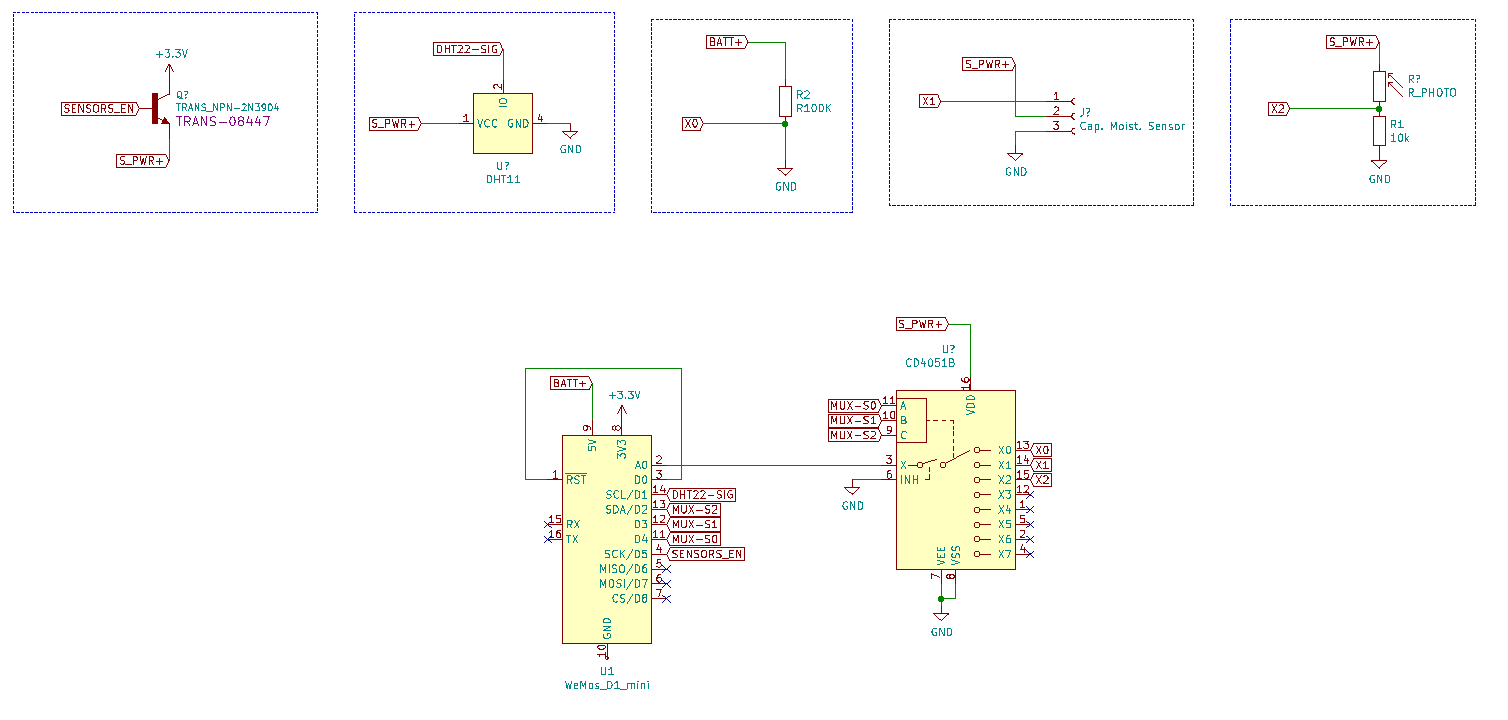 +3.3V
SENSORS_EN
Q?
TRANS_NPN-2N3904
TRANS-08447
S_PWR+
DHT22-SIG
2
IO
S_PWR+
1
VCC
GND
4
GND
U?
DHT11
BATT+
R2
R100K
X0
GND
S_PWR+
X1
1
2
3
J?
Cap. Moist. Sensor
GND
S_PWR+
R?
R_PHOTO
X2
R1
10k
GND
BATT+
+3.3V
9
8
5V
3V3
1
RST
A0
2
D0
3
SCL/D1
14
DHT22-SIG
SDA/D2
13
MUX-S2
15
RX
D3
12
MUX-S1
16
TX
D4
11
MUX-S0
SCK/D5
4
SENSORS_EN
MISO/D6
5
MOSI/D7
6
CS/D8
7
GND
10
U1
WeMos_D1_mini
S_PWR+
U?
CD4051B
16
VDD
MUX-S0
11
A
MUX-S1
10
B
MUX-S2
9
C
3
X
6
INH
GND
X0
13
X0
X1
14
X1
X2
15
X2
X3
12
X4
1
X5
5
X6
2
X7
4
VEE
VSS
7
8
GND